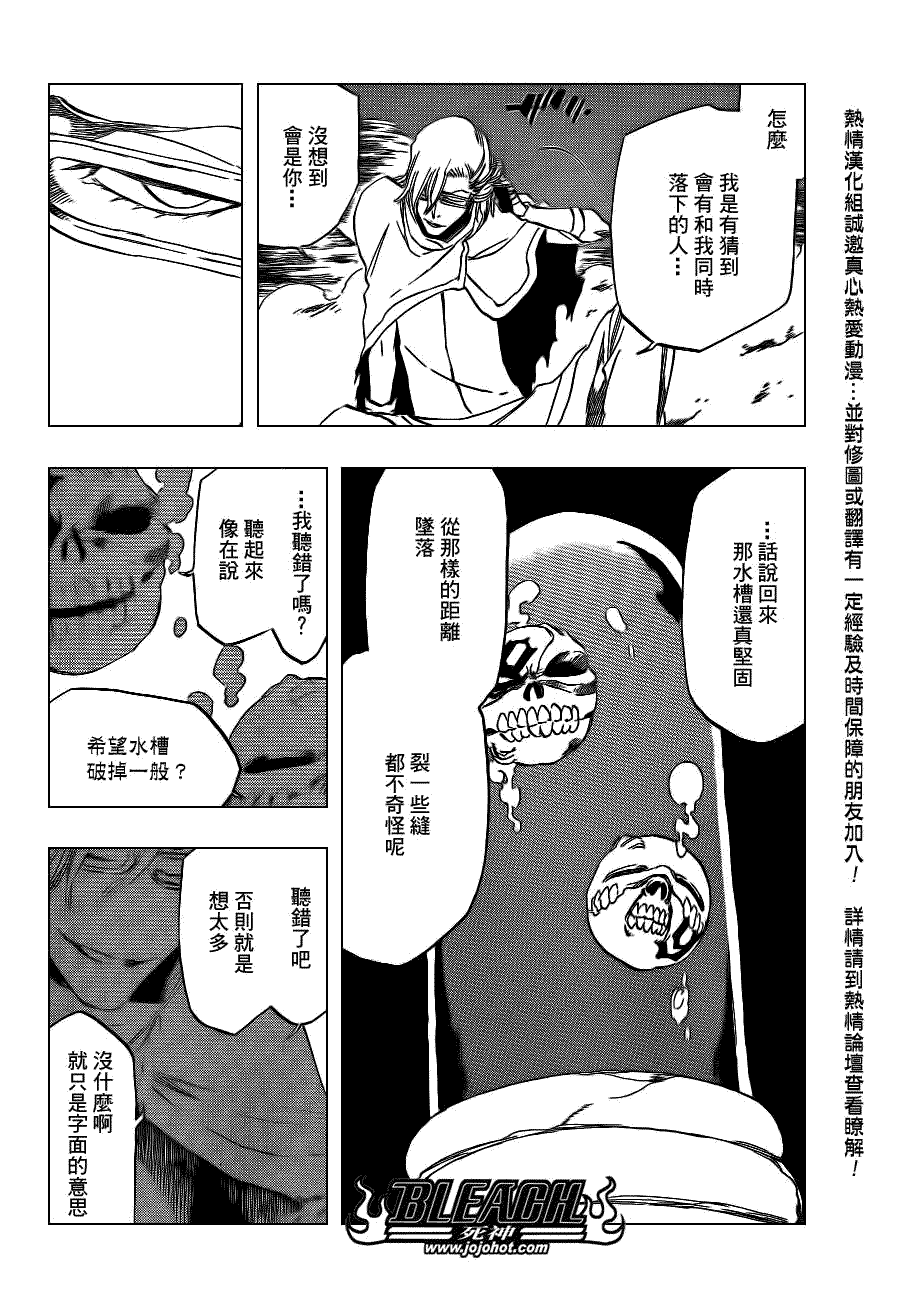 怎麼
我是有猜到
會有和我同時
落下的人…
沒想到
會是你…
…話說回來
那水槽還真堅固
從那樣的距離
墜落
裂一些縫
都不奇怪呢
…我聽錯了嗎？
聽起來
像在說
希望水槽
破掉一般？
聽錯了吧
否則就是
想太多
沒什麼啊
就只是字面的意思
熱情漢化組誠邀真心熱愛動漫…並對修圖或翻譯有一定經驗及時間保障的朋友加入！ 詳情請到熱情論壇查看瞭解！
BLEACH
死神
www.jojohot.com